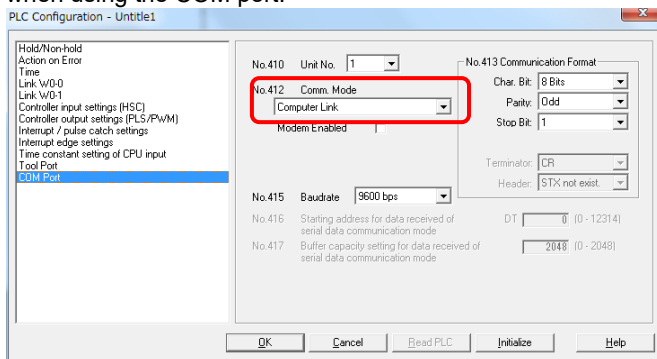 when using the COM port.
PLC Configuration - Untitle1
Hold/Non-hold
Action on Error
Time
Link W0-0
Link W0-1
Controller input settings (HSC)
Controller output settings (PLS/PWM)
Interrupt / pulse catch settings
Interrupt edge settings
Time constant setting of CPU input
Tool Port
COM Port
No.410 Unit No. 1
No.412 Comm. Mode
Computer Link
Modem Enabled
No.413 Communication Format
Char. Bit: 8 Bits
Parity: Odd
Stop Bit: 1
Terminator: CR
Header: STX not exist.
No.415 Baudrate 9600 bps
No.416 Starting address for data received of serial data communication mode DT 0 (0 - 12314)
No.417 Buffer capacity setting for data received of serial data communication mode 2048 (0 - 2048)
OK Cancel Read PLC Initialize Help